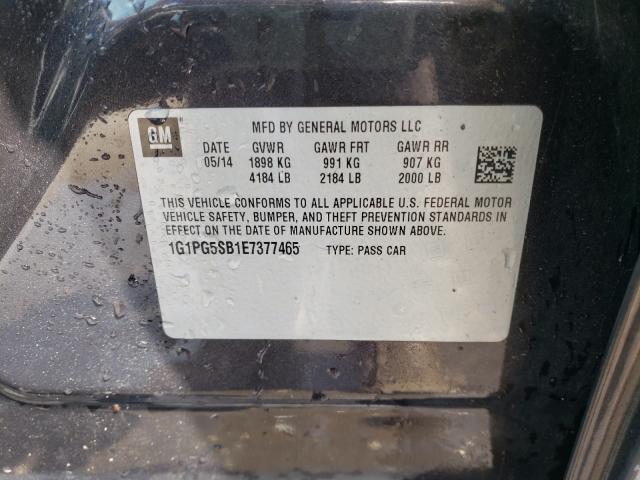 GM
MFD BY GENERAL MOTORS LLC
DATE GVWR GAWR FRT GAWR RR
05/14 1898 KG 991 KG 907 KG
4184 LB 2184 LB 2000 LB
THIS VEHICLE CONFORMS TO ALL APPLICABLE U.S. FEDERAL MOTOR
VEHICLE SAFETY, BUMPER, AND THEFT PREVENTION STANDARDS IN
EFFECT ON THE DATE OF MANUFACTURE SHOWN ABOVE.
1G1PG5SB1E7377465 TYPE: PASS CAR